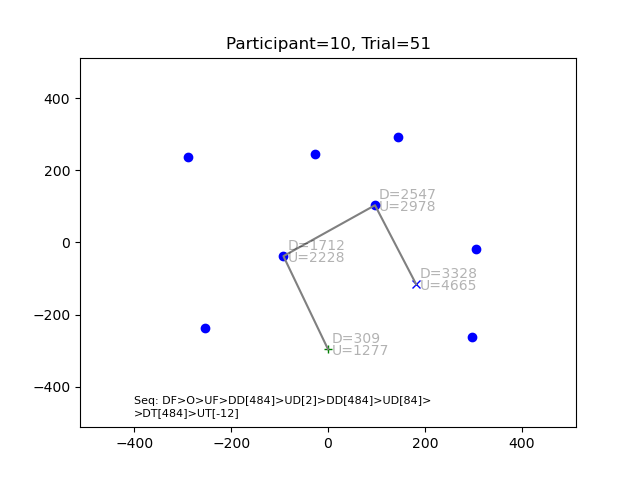 Participant=10, Trial=51
400
200
0
−200
−400
D=2547
U=2978
D=1712
U=2228
D=3328
U=4665
D=309
U=1277
Seq: DF>O>UF>DD[484]>UD[2]>DD[484]>UD[84]>
>DT[484]>UT[-12]
−400 −200 0 200 400